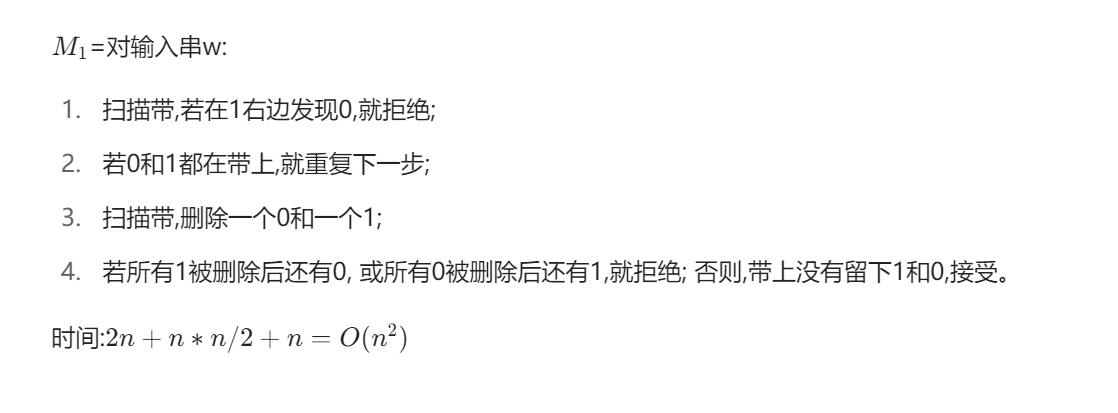 M₁=对输入串w:
1. 扫描带,若在1右边发现0,就拒绝;
2. 若0和1都在带上,就重复下一步;
3. 扫描带,删除一个0和一个1;
4. 若所有1被删除后还有0, 或所有0被删除后还有1,就拒绝; 否则,带上没有留下1和0,接受。
时间:2n + n ∗ n/2 + n = O(n²)